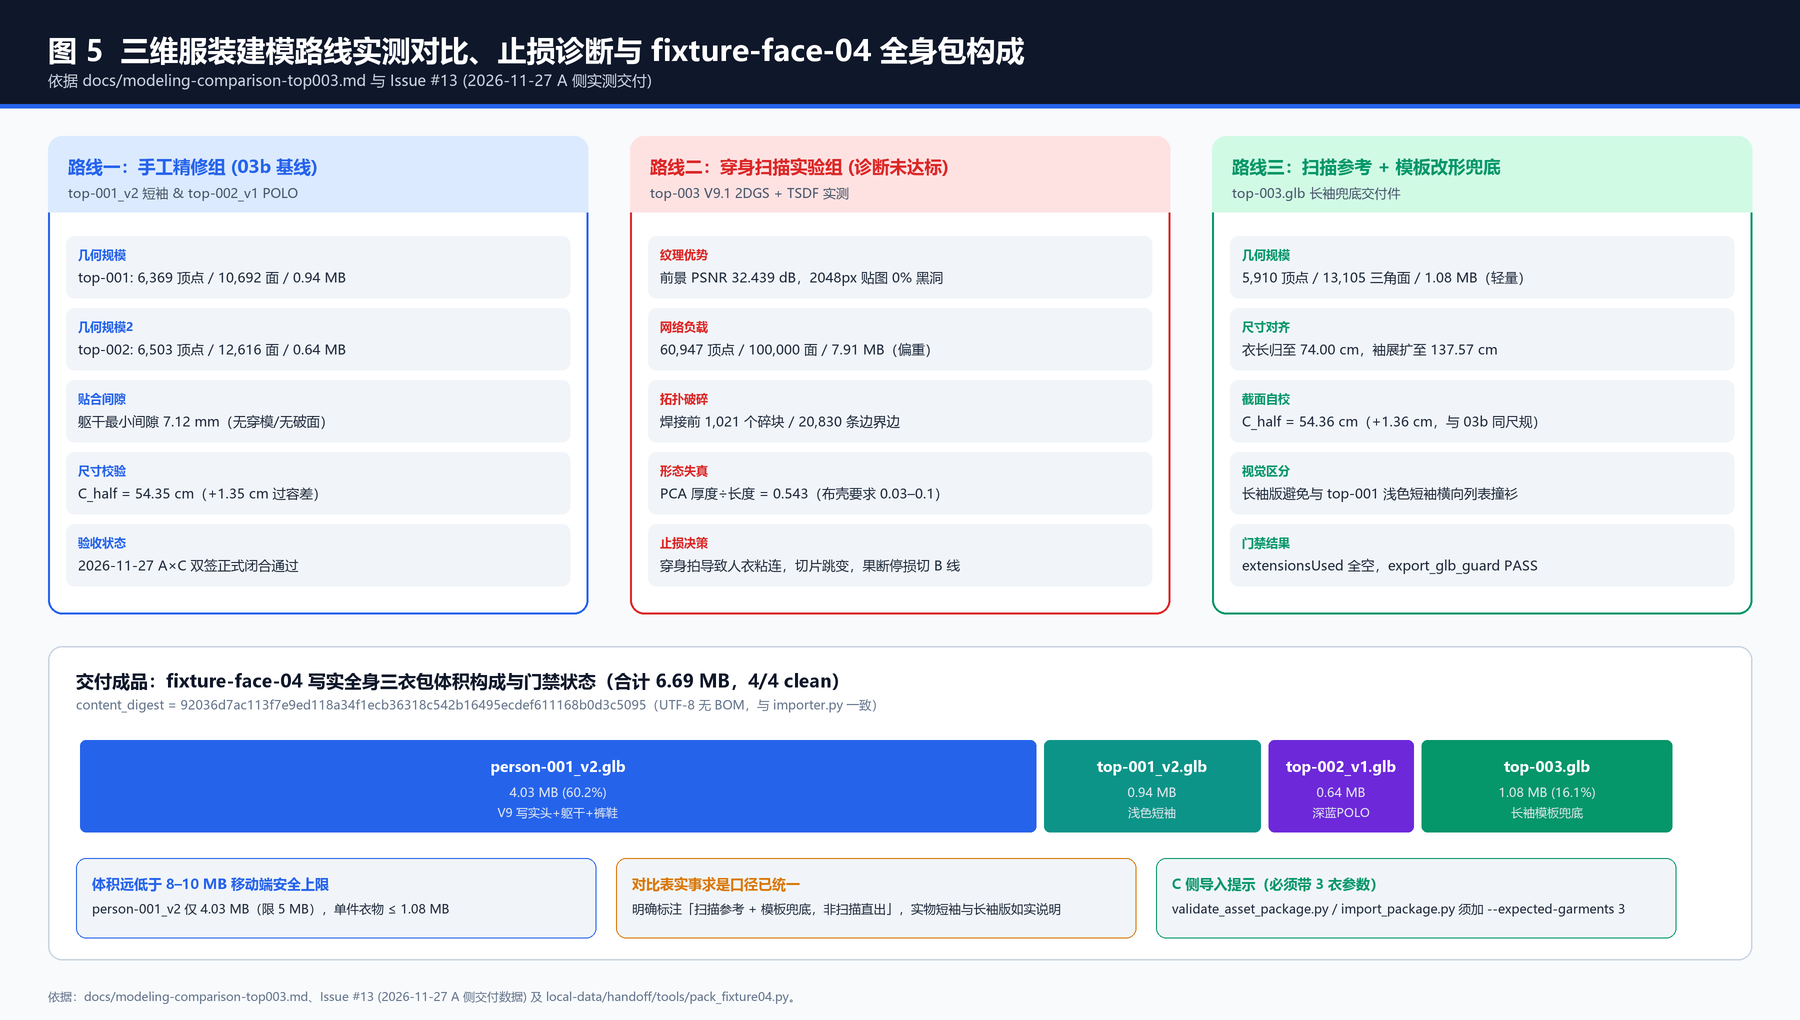 图 5 三维服装建模路线实测对比、止损诊断与 fixture-face-04 全身包构成
依据 docs/modeling-comparison-top003.md 与 Issue #13 (2026-11-27 A 侧实测交付)
路线一：手工精修组 (03b 基线)
top-001_v2 短袖 & top-002_v1 POLO
几何规模
top-001: 6,369 顶点 / 10,692 面 / 0.94 MB
几何规模2
top-002: 6,503 顶点 / 12,616 面 / 0.64 MB
贴合间隙
躯干最小间隙 7.12 mm（无穿模/无破面）
尺寸校验
C_half = 54.35 cm（+1.35 cm 过容差）
验收状态
2026-11-27 A×C 双签正式闭合通过
路线二：穿身扫描实验组 (诊断未达标)
top-003 V9.1 2DGS + TSDF 实测
纹理优势
前景 PSNR 32.439 dB，2048px 贴图 0% 黑洞
网络负载
60,947 顶点 / 100,000 面 / 7.91 MB（偏重）
拓扑破碎
焊接前 1,021 个碎块 / 20,830 条边界边
形态失真
PCA 厚度÷长度 = 0.543（布壳要求 0.03–0.1）
止损决策
穿身拍导致人衣粘连，切片跳变，果断停损切 B 线
路线三：扫描参考 + 模板改形兜底
top-003.glb 长袖兜底交付件
几何规模
5,910 顶点 / 13,105 三角面 / 1.08 MB（轻量）
尺寸对齐
衣长归至 74.00 cm，袖展扩至 137.57 cm
截面自校
C_half = 54.36 cm（+1.36 cm，与 03b 同尺规）
视觉区分
长袖版避免与 top-001 浅色短袖横向列表撞衫
门禁结果
extensionsUsed 全空，export_glb_guard PASS
交付成品：fixture-face-04 写实全身三衣包体积构成与门禁状态（合计 6.69 MB，4/4 clean）
content_digest = 92036d7ac113f7e9ed118a34f1ecb36318c542b16495ecdef611168b0d3c5095（UTF-8 无 BOM，与 importer.py 一致）
person-001_v2.glb
4.03 MB (60.2%)
V9 写实头+躯干+裤鞋
top-001_v2.glb
0.94 MB
浅色短袖
top-002_v1.glb
0.64 MB
深蓝POLO
top-003.glb
1.08 MB (16.1%)
长袖模板兜底
体积远低于 8–10 MB 移动端安全上限
person-001_v2 仅 4.03 MB（限 5 MB），单件衣物 ≤ 1.08 MB
对比表实事求是口径已统一
明确标注「扫描参考 + 模板兜底，非扫描直出」，实物短袖与长袖版如实说明
C 侧导入提示（必须带 3 衣参数）
validate_asset_package.py / import_package.py 须加 --expected-garments 3
依据：docs/modeling-comparison-top003.md、Issue #13 (2026-11-27 A 侧交付数据) 及 local-data/handoff/tools/pack_fixture04.py。